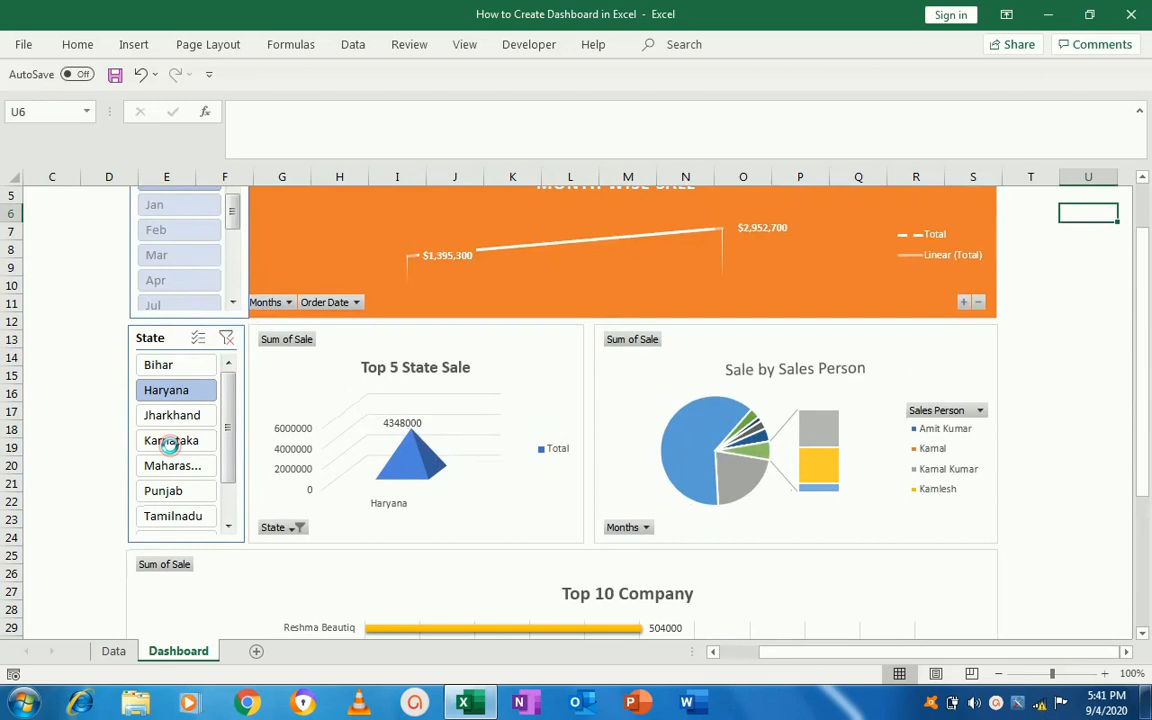 How to Create Dashboard in Excel - Excel
Sign in
File Home Insert Page Layout Formulas Data Review View Developer Help Search Share Comments
AutoSave Off
U6 fx
C D E F G H I J K L M N O P Q R S T U
5
6
7
8
9
10
11
12
13
14
15
16
17
18
19
20
21
22
23
24
25
26
27
28
29
MONTH WISE SALE
Jan
Feb
Mar
Apr
Jul
$1,395,300
$2,952,700
Total
Linear (Total)
Months Order Date + -
State
Bihar
Haryana
Jharkhand
Karnataka
Maharas...
Punjab
Tamilnadu
Sum of Sale
Top 5 State Sale
4348000
6000000
4000000
2000000
0
Haryana
Total
State
Sum of Sale
Sale by Sales Person
Sales Person
Amit Kumar
Kamal
Kamal Kumar
Kamlesh
Months
Sum of Sale
Top 10 Company
Reshma Beautiq 504000
Data Dashboard
100%
5:41 PM
9/4/2020